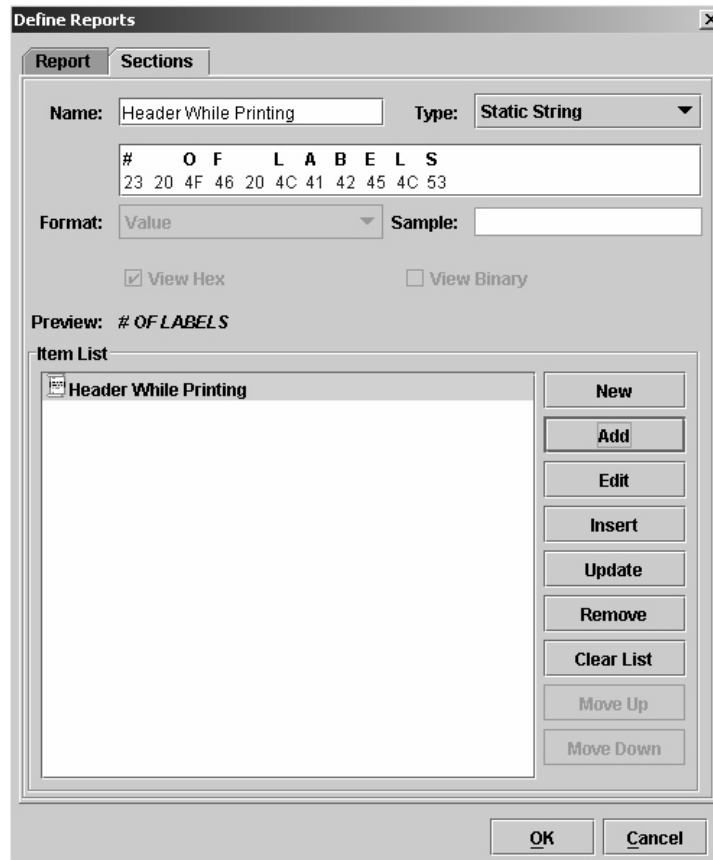 Define Reports
Report Sections
Name: Header While Printing Type: Static String
# O F L A B E L S
23 20 4F 46 20 4C 41 42 45 4C 53
Format: Value Sample:
View Hex View Binary
Preview: # OF LABELS
Item List
Header While Printing
New
Add
Edit
Insert
Update
Remove
Clear List
Move Up
Move Down
OK Cancel